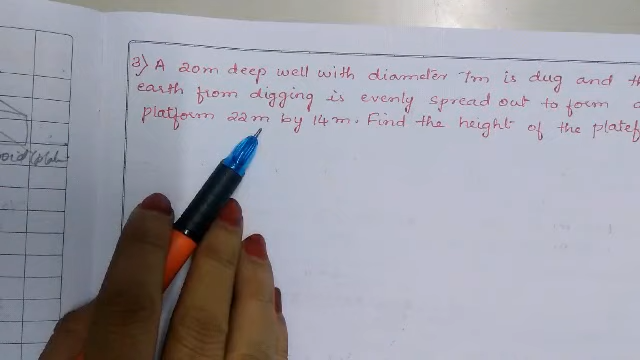 3) A 20m deep well with diameter 7m is dug and th
earth from digging is evenly spread out to form a
platform 22m by 14m. Find the height of the platef